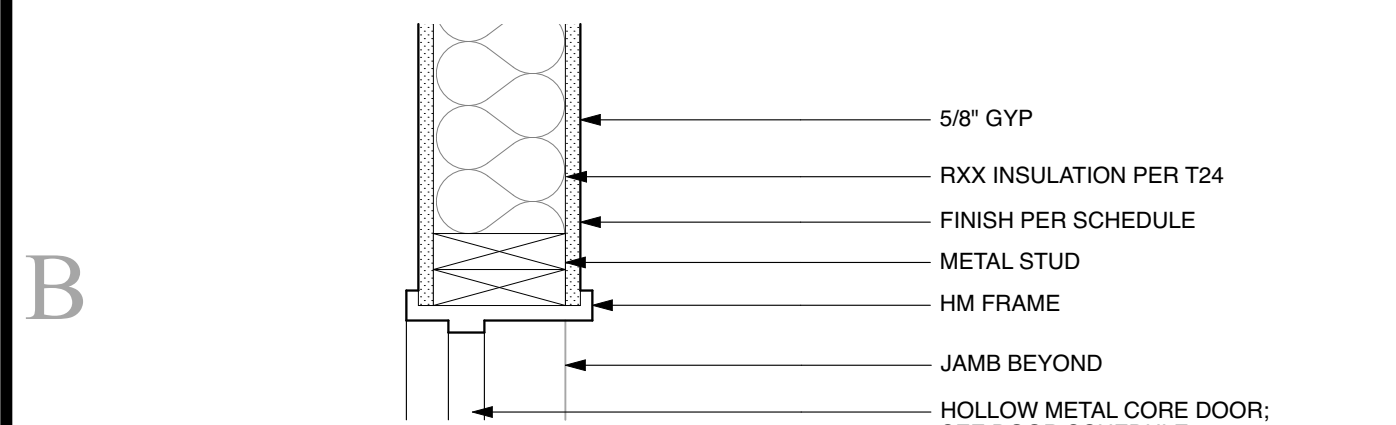 5/8" GYP
RXX INSULATION PER T24
FINISH PER SCHEDULE
METAL STUD
B
HM FRAME
JAMB BEYOND
HOLLOW METAL CORE DOOR;